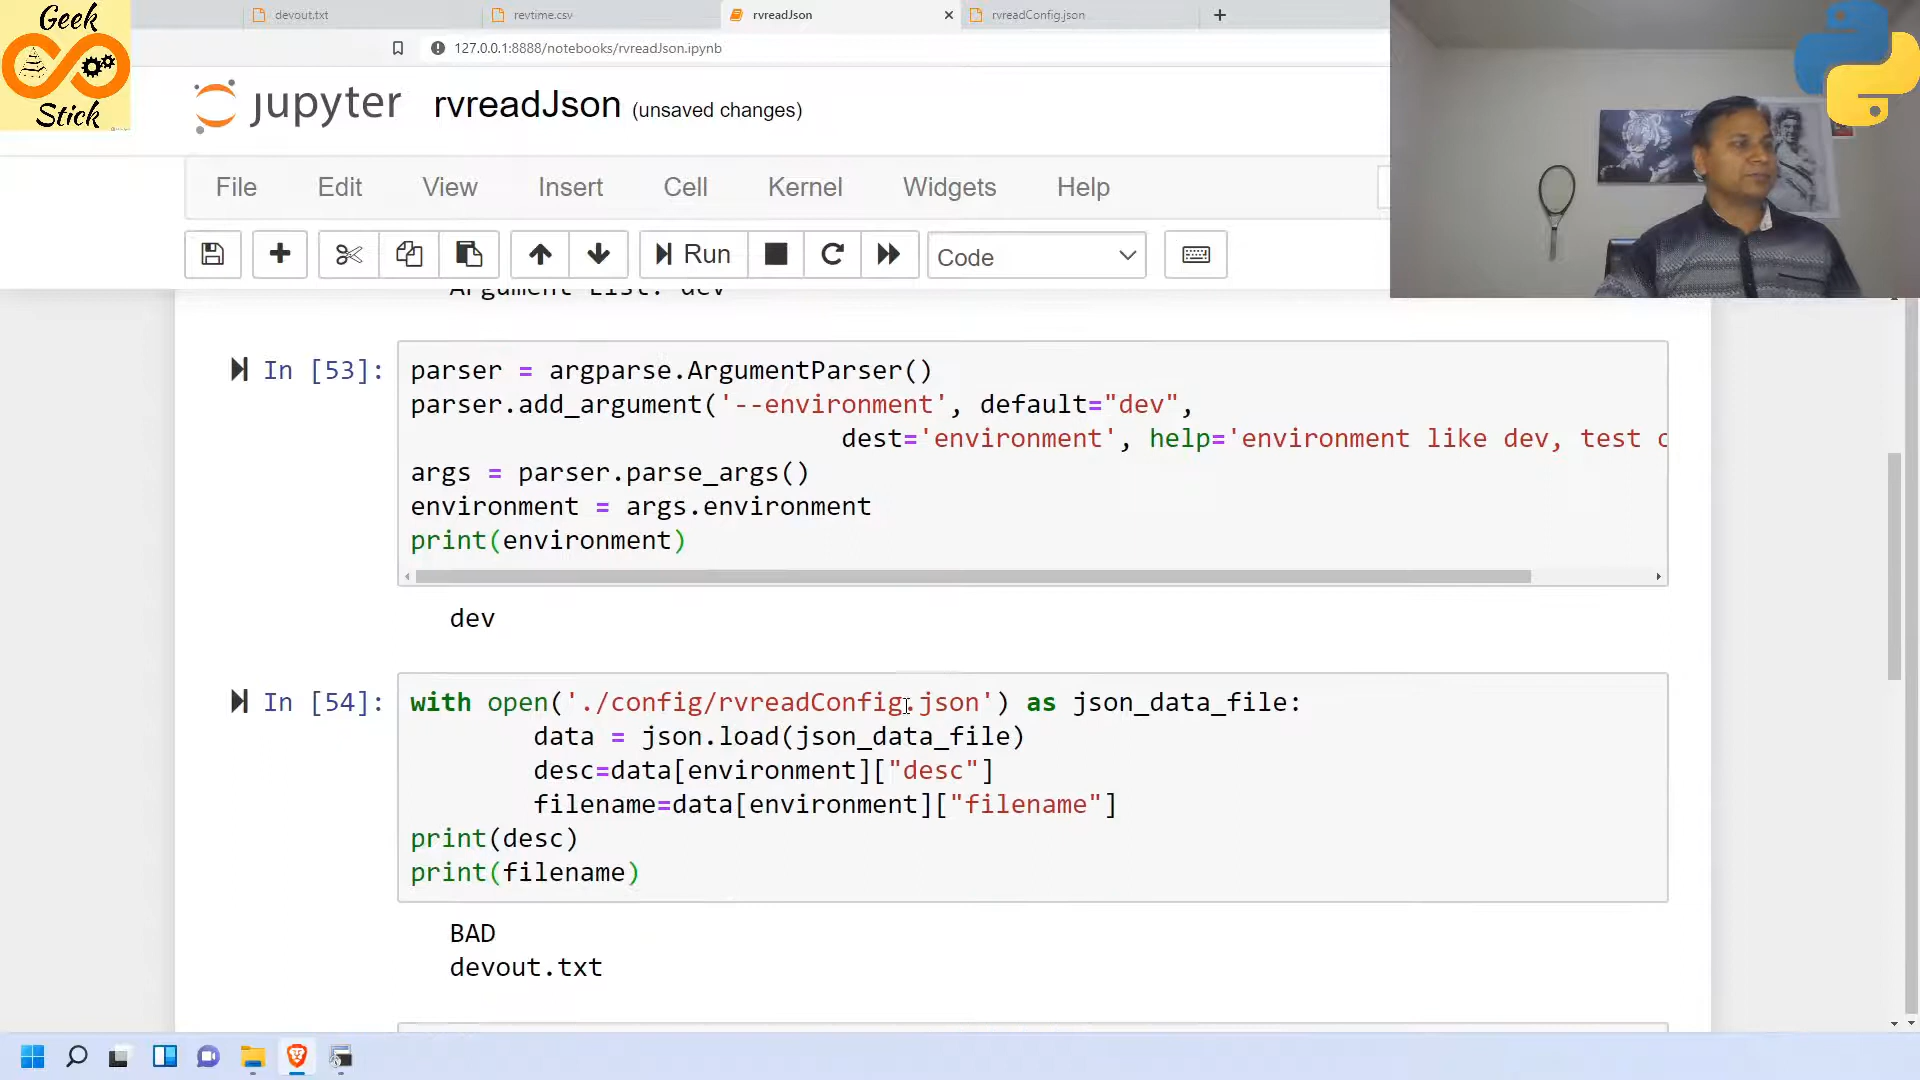 Geek
Stick
devout.txt
revtime.csv
rvreadJson
rvreadConfig.json
127.0.0.1:8888/notebooks/rvreadJson.ipynb
jupyter rvreadJson (unsaved changes)
File Edit View Insert Cell Kernel Widgets Help
Run
Code
Argument List: dev
In [53]:
parser = argparse.ArgumentParser()
parser.add_argument('--environment', default="dev",
dest='environment', help='environment like dev, test
args = parser.parse_args()
environment = args.environment
print(environment)
dev
In [54]:
with open('./config/rvreadConfig.json') as json_data_file:
data = json.load(json_data_file)
desc=data[environment]["desc"]
filename=data[environment]["filename"]
print(desc)
print(filename)
BAD
devout.txt